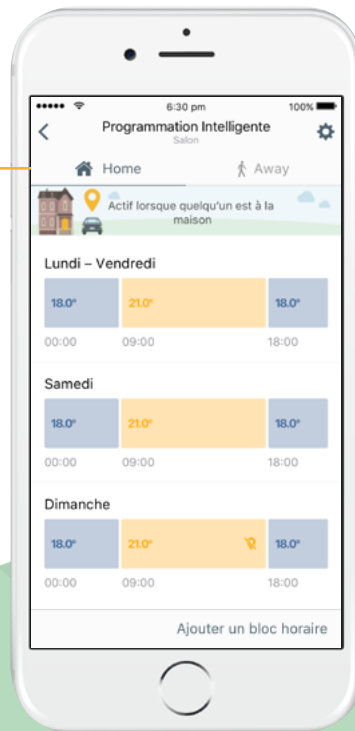 6:30 pm
100%
Programmation Intelligente
Salon
Home
Away
Actif lorsque quelqu'un est à la
maison
Lundi – Vendredi
18.0° 21.0° 18.0°
00:00 09:00 18:00
Samedi
18.0° 21.0° 18.0°
00:00 09:00 18:00
Dimanche
18.0° 21.0° 18.0°
00:00 09:00 18:00
Ajouter un bloc horaire